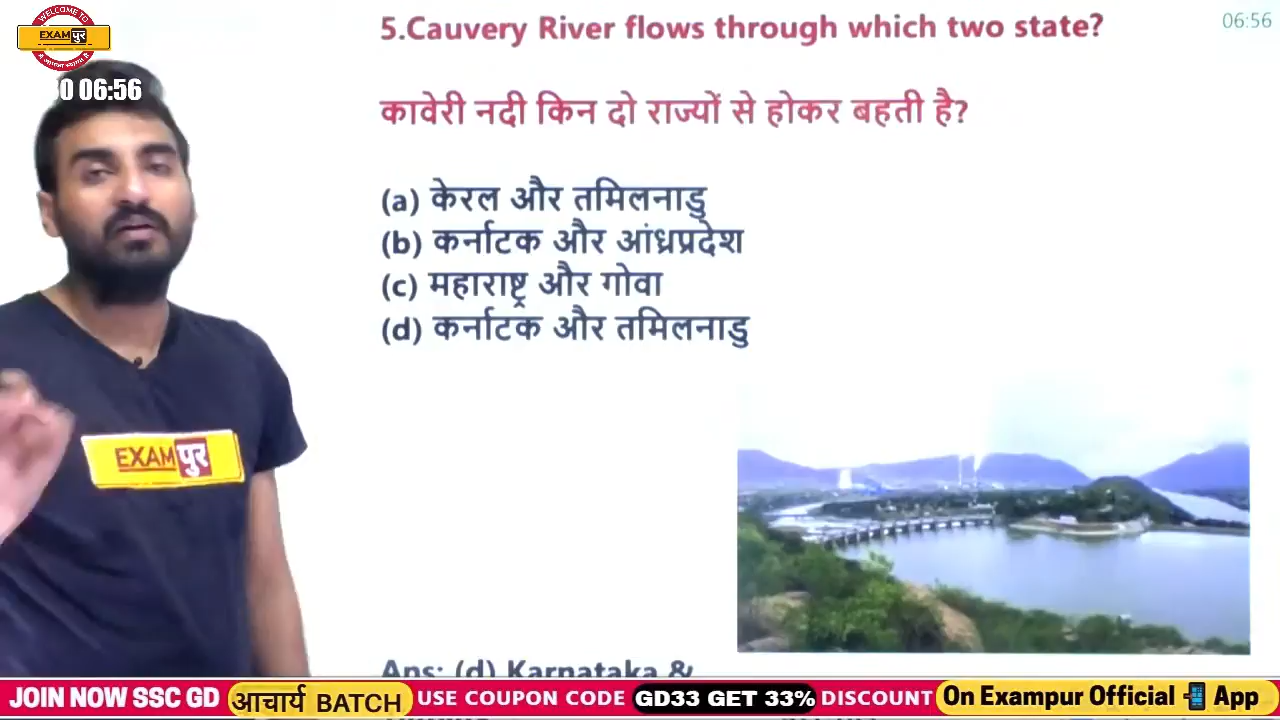 WELCOME TO
EXAMपुर
06:56
5.Cauvery River flows through which two state?
06:56
कावेरी नदी किन दो राज्यों से होकर बहती है?
(a) केरल और तमिलनाडु
(b) कर्नाटक और आंध्रप्रदेश
(c) महाराष्ट्र और गोवा
(d) कर्नाटक और तमिलनाडु
EXAMपुर
Ans: (d) Karnataka &
JOIN NOW SSC GD आचार्य BATCH USE COUPON CODE GD33 GET 33% DISCOUNT On Exampur Official App